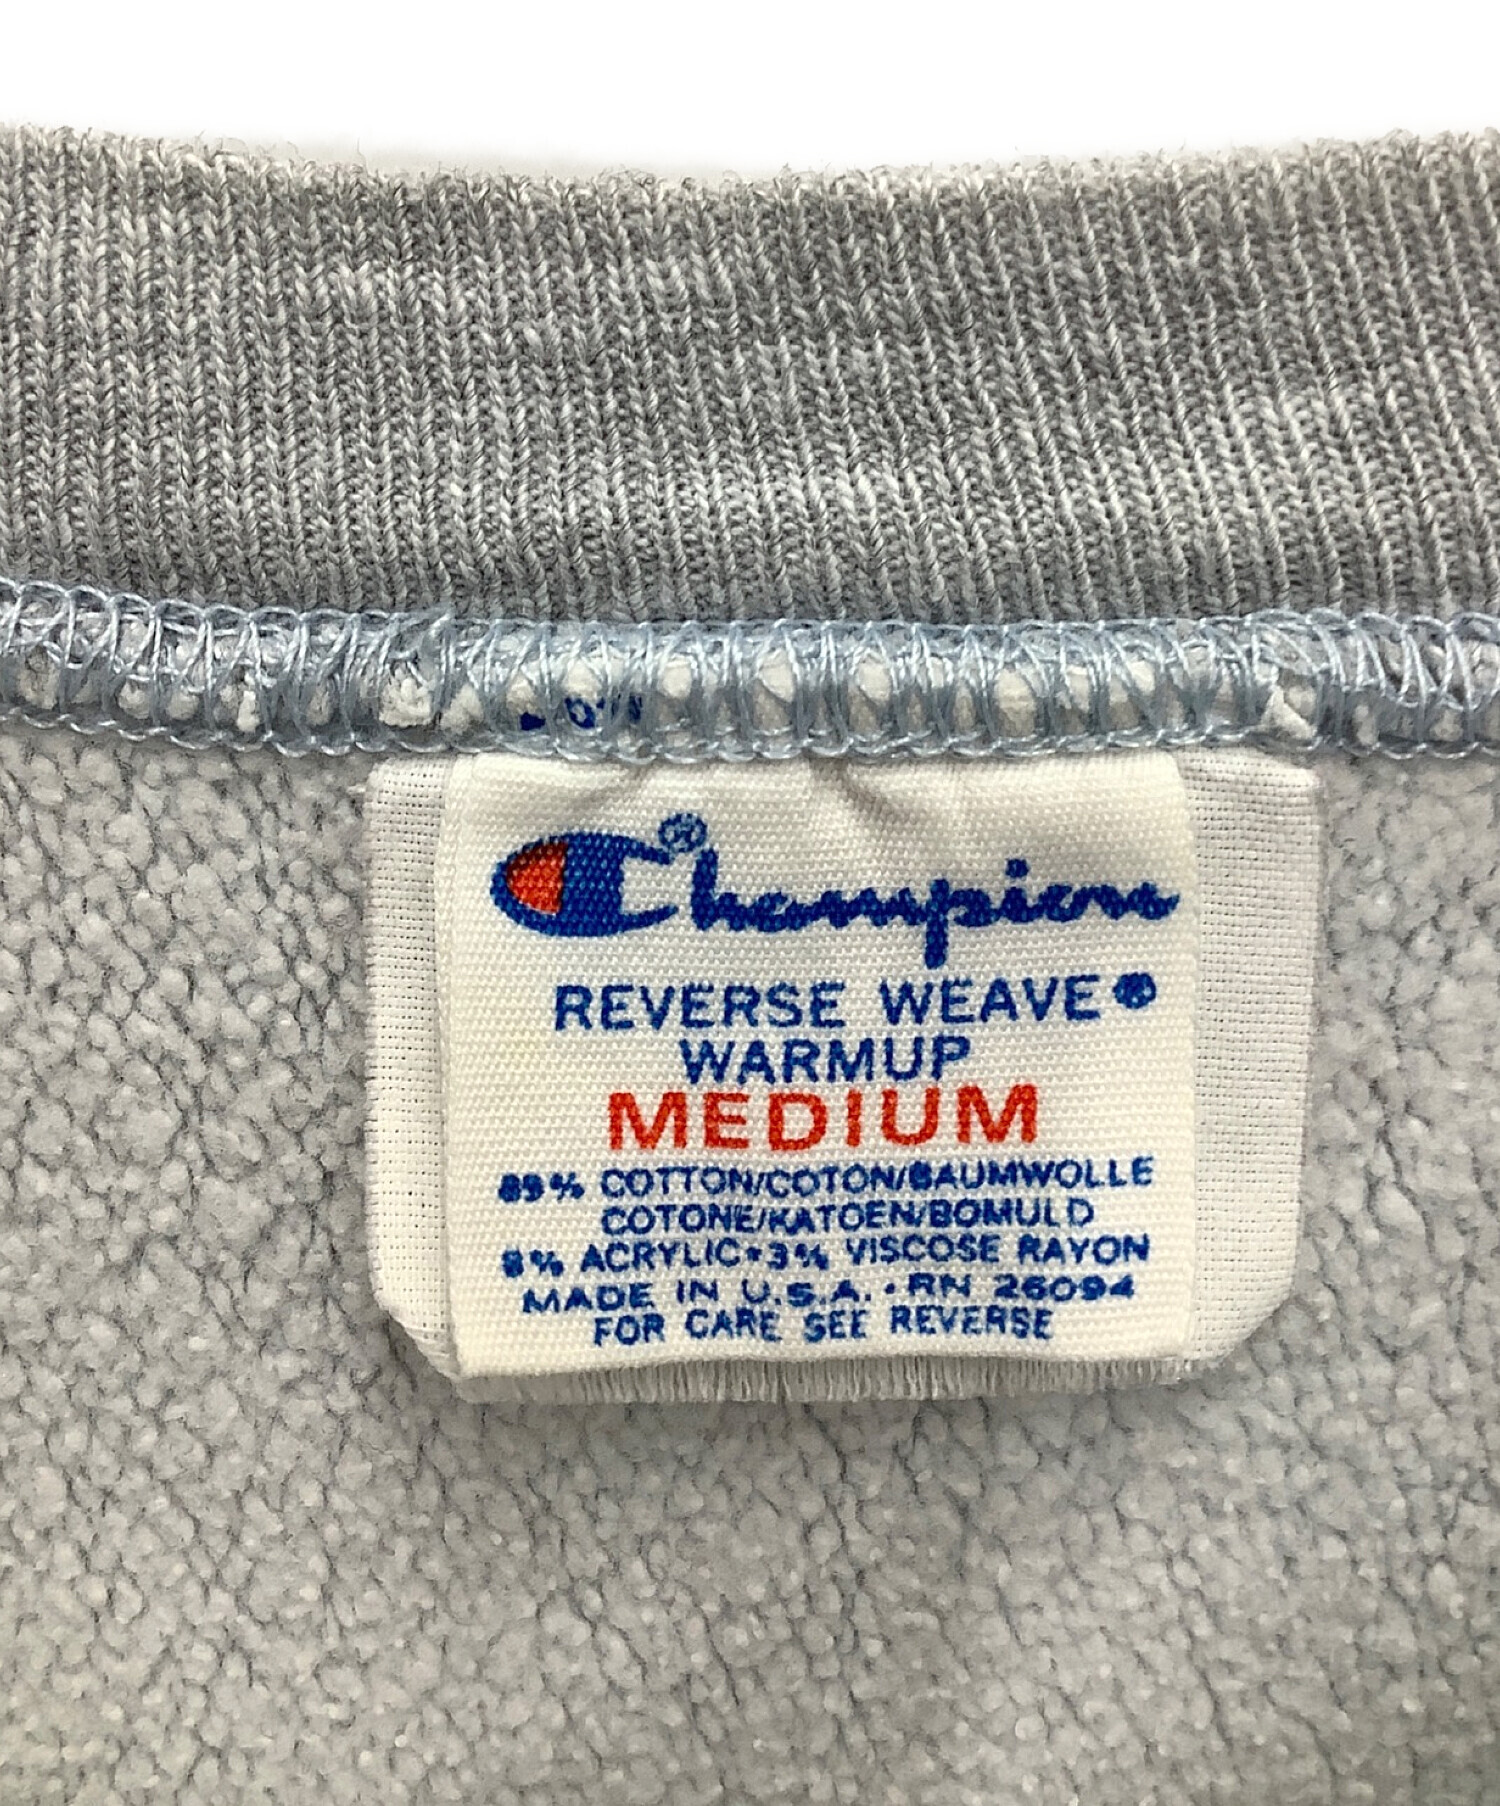 Champion®
REVERSE WEAVE®
WARMUP
MEDIUM
89% COTTON/COTON/BAUMWOLLE
COTONE/KATOEN/BOMULD
8% ACRYLIC•3% VISCOSE RAYON
MADE IN U.S.A. • RN 26094
FOR CARE SEE REVERSE